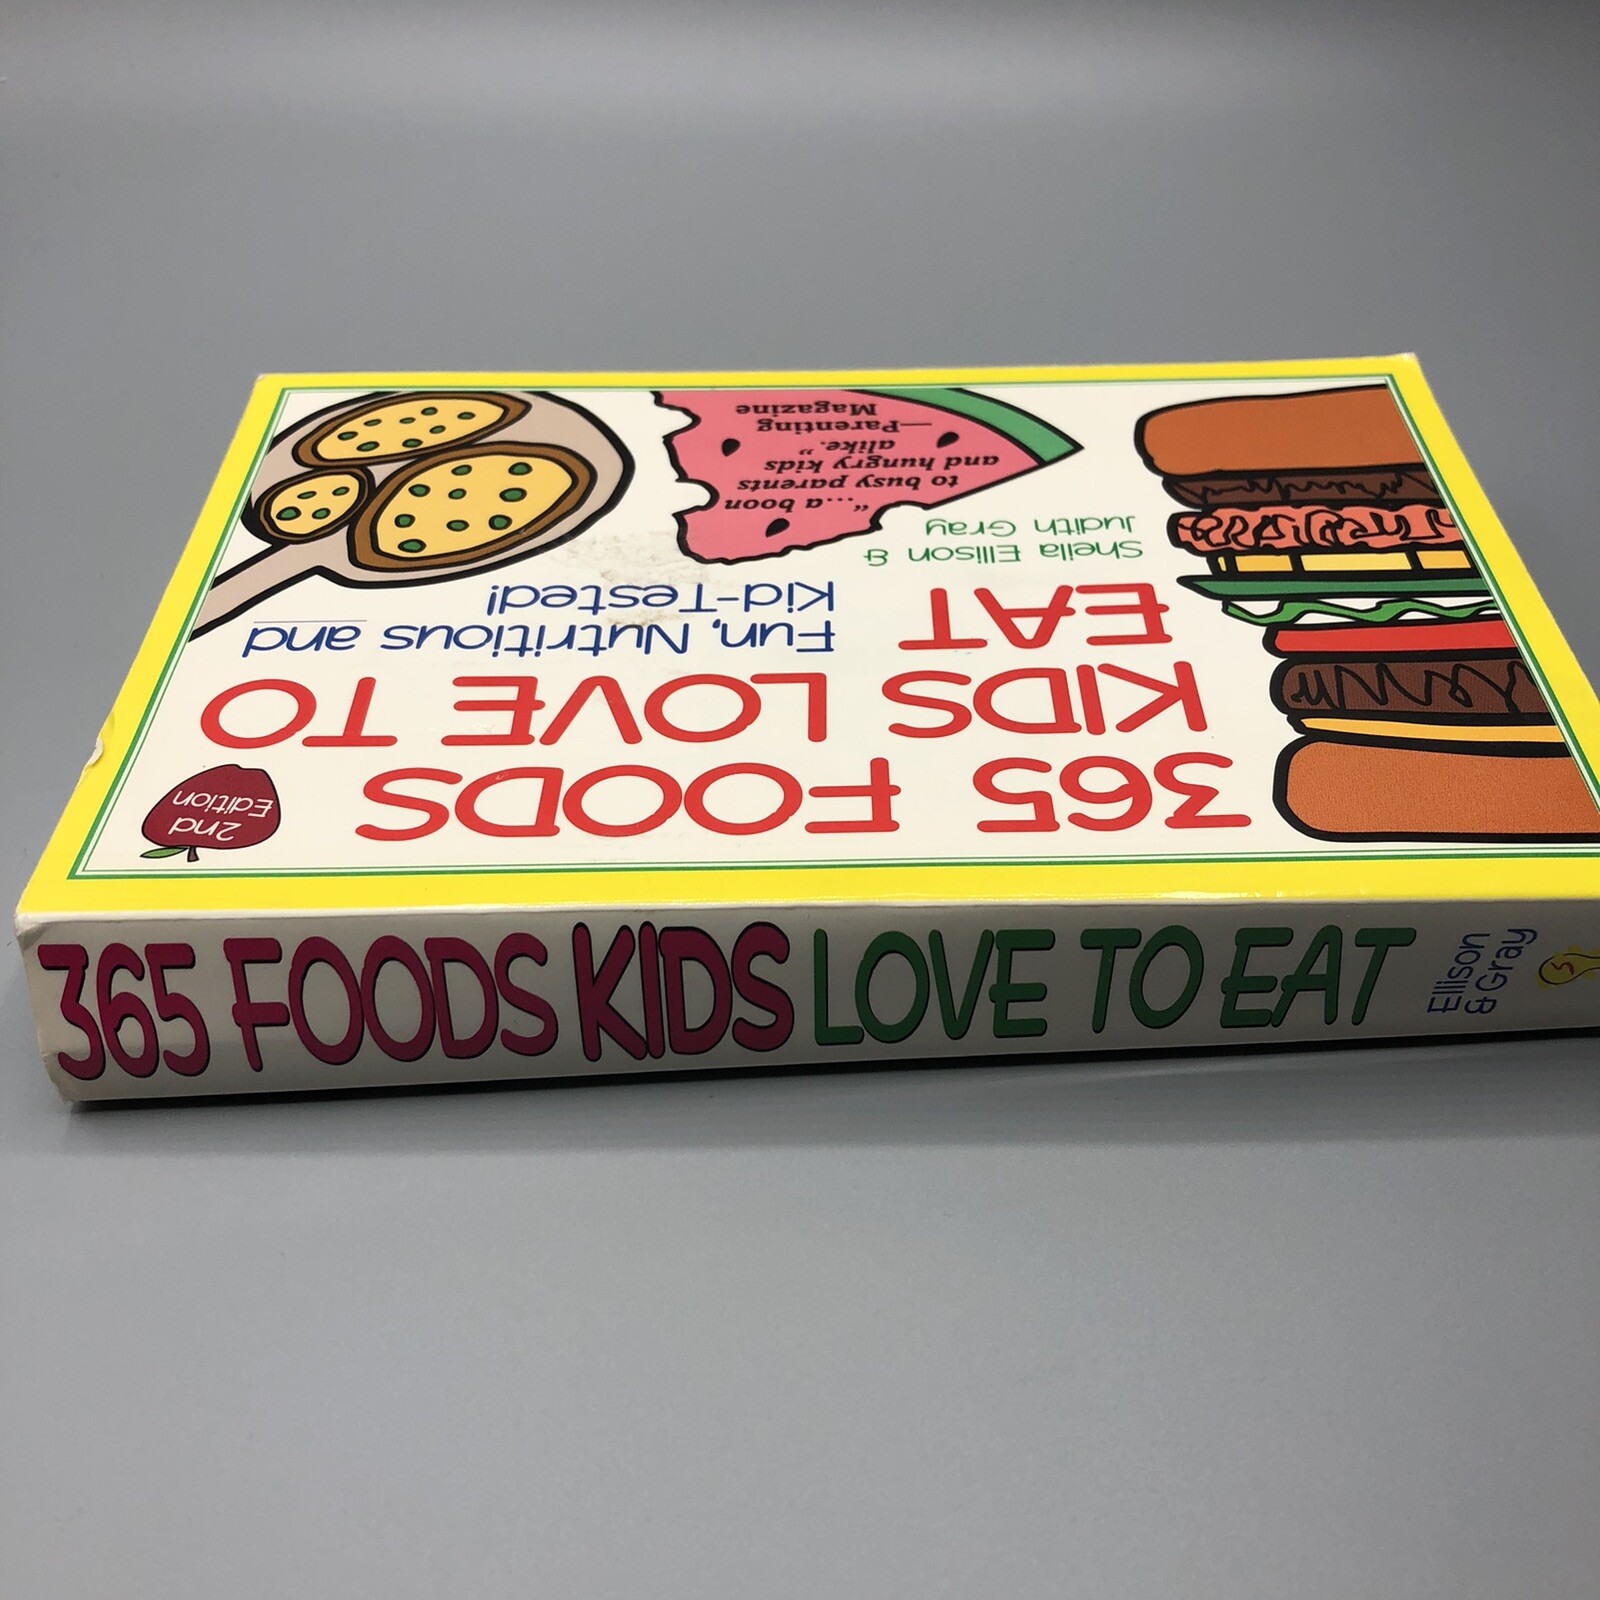 365 FOODS
KIDS LOVE TO
EAT
2nd
Edition
Fun, Nutritious and
Kid-Tested!
Sheila Ellison &
Judith Gray
“...a boon
to busy parents
and hungry kids
alike.”
—Parenting
Magazine
365 FOODS KIDS LOVE TO EAT
Ellison
& Gray